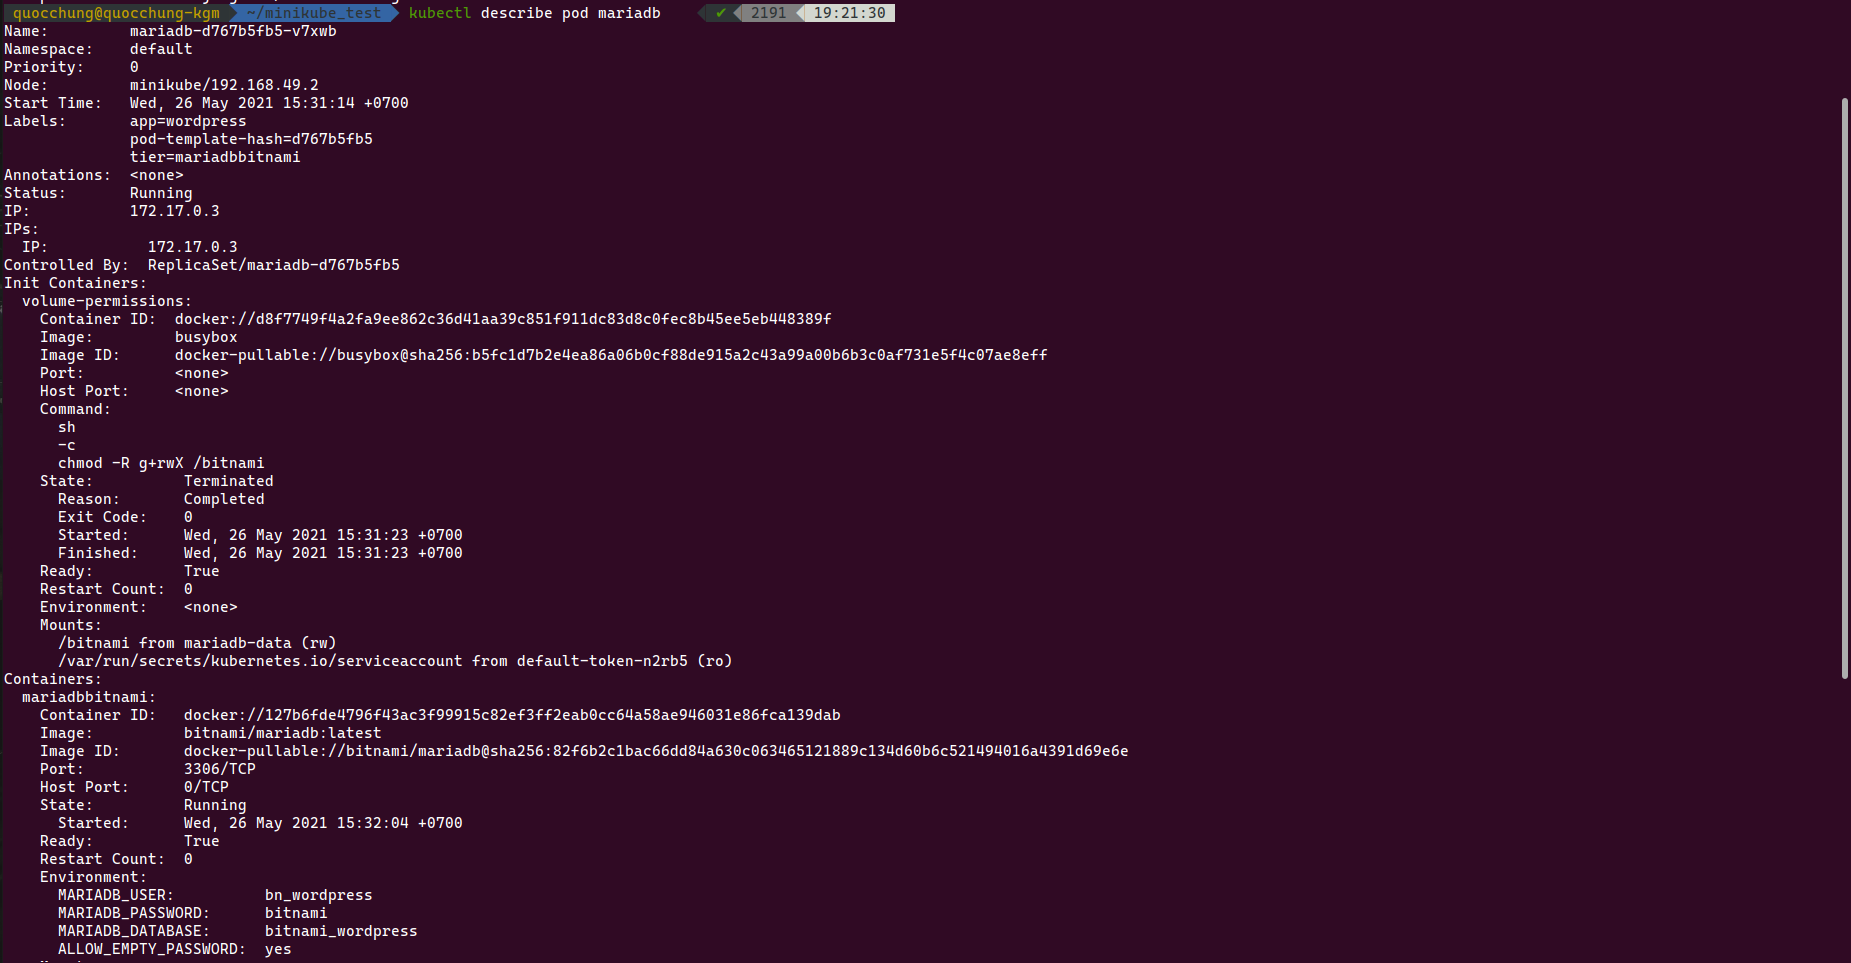 quocchung@quocchung-kgm ~/minikube_test kubectl describe pod mariadb ✔ 2191 19:21:30
Name: mariadb-d767b5fb5-v7xwb
Namespace: default
Priority: 0
Node: minikube/192.168.49.2
Start Time: Wed, 26 May 2021 15:31:14 +0700
Labels: app=wordpress
pod-template-hash=d767b5fb5
tier=mariadbbitnami
Annotations: <none>
Status: Running
IP: 172.17.0.3
IPs:
IP: 172.17.0.3
Controlled By: ReplicaSet/mariadb-d767b5fb5
Init Containers:
volume-permissions:
Container ID: docker://d8f7749f4a2fa9ee862c36d41aa39c851f911dc83d8c0fec8b45ee5eb448389f
Image: busybox
Image ID: docker-pullable://busybox@sha256:b5fc1d7b2e4ea86a06b0cf88de915a2c43a99a00b6b3c0af731e5f4c07ae8eff
Port: <none>
Host Port: <none>
Command:
sh
-c
chmod -R g+rwX /bitnami
State: Terminated
Reason: Completed
Exit Code: 0
Started: Wed, 26 May 2021 15:31:23 +0700
Finished: Wed, 26 May 2021 15:31:23 +0700
Ready: True
Restart Count: 0
Environment: <none>
Mounts:
/bitnami from mariadb-data (rw)
/var/run/secrets/kubernetes.io/serviceaccount from default-token-n2rb5 (ro)
Containers:
mariadbbitnami:
Container ID: docker://127b6fde4796f43ac3f99915c82ef3ff2eab0cc64a58ae946031e86fca139dab
Image: bitnami/mariadb:latest
Image ID: docker-pullable://bitnami/mariadb@sha256:82f6b2c1bac66dd84a630c063465121889c134d60b6c521494016a4391d69e6e
Port: 3306/TCP
Host Port: 0/TCP
State: Running
Started: Wed, 26 May 2021 15:32:04 +0700
Ready: True
Restart Count: 0
Environment:
MARIADB_USER: bn_wordpress
MARIADB_PASSWORD: bitnami
MARIADB_DATABASE: bitnami_wordpress
ALLOW_EMPTY_PASSWORD: yes